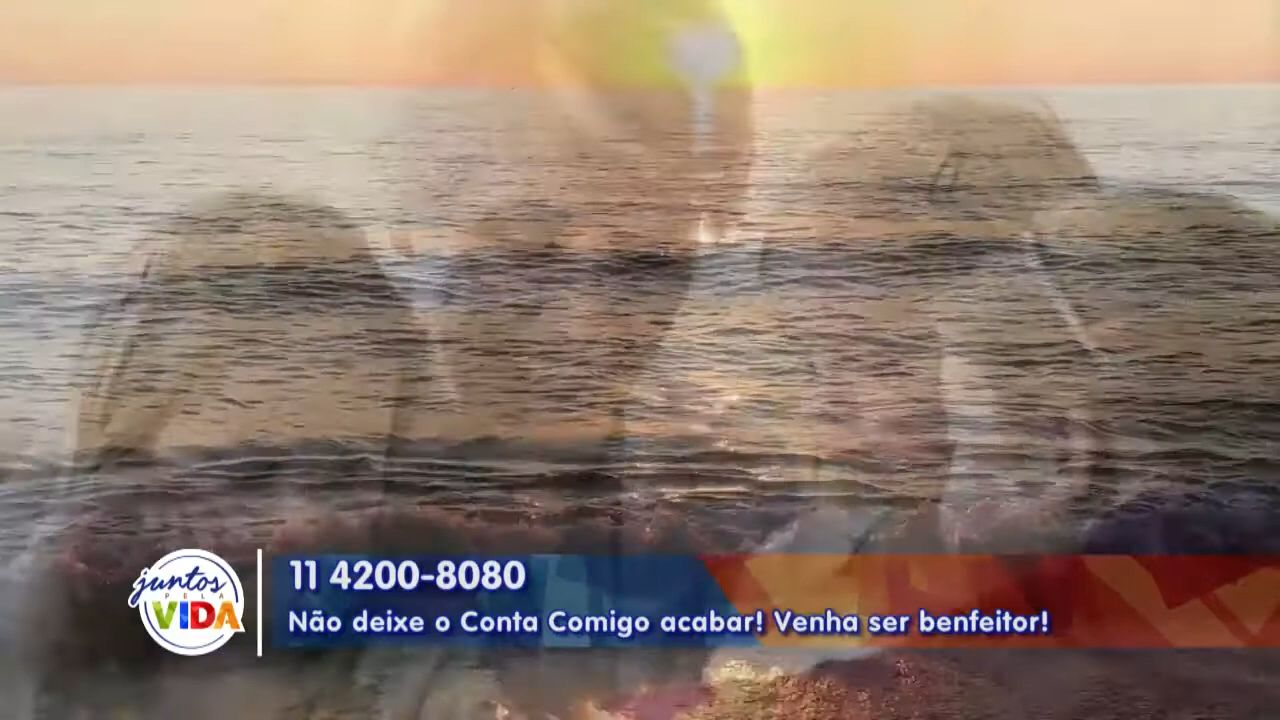 juntos
PELA
VIDA
11 4200-8080
Não deixe o Conta Comigo acabar! Venha ser benfeitor!